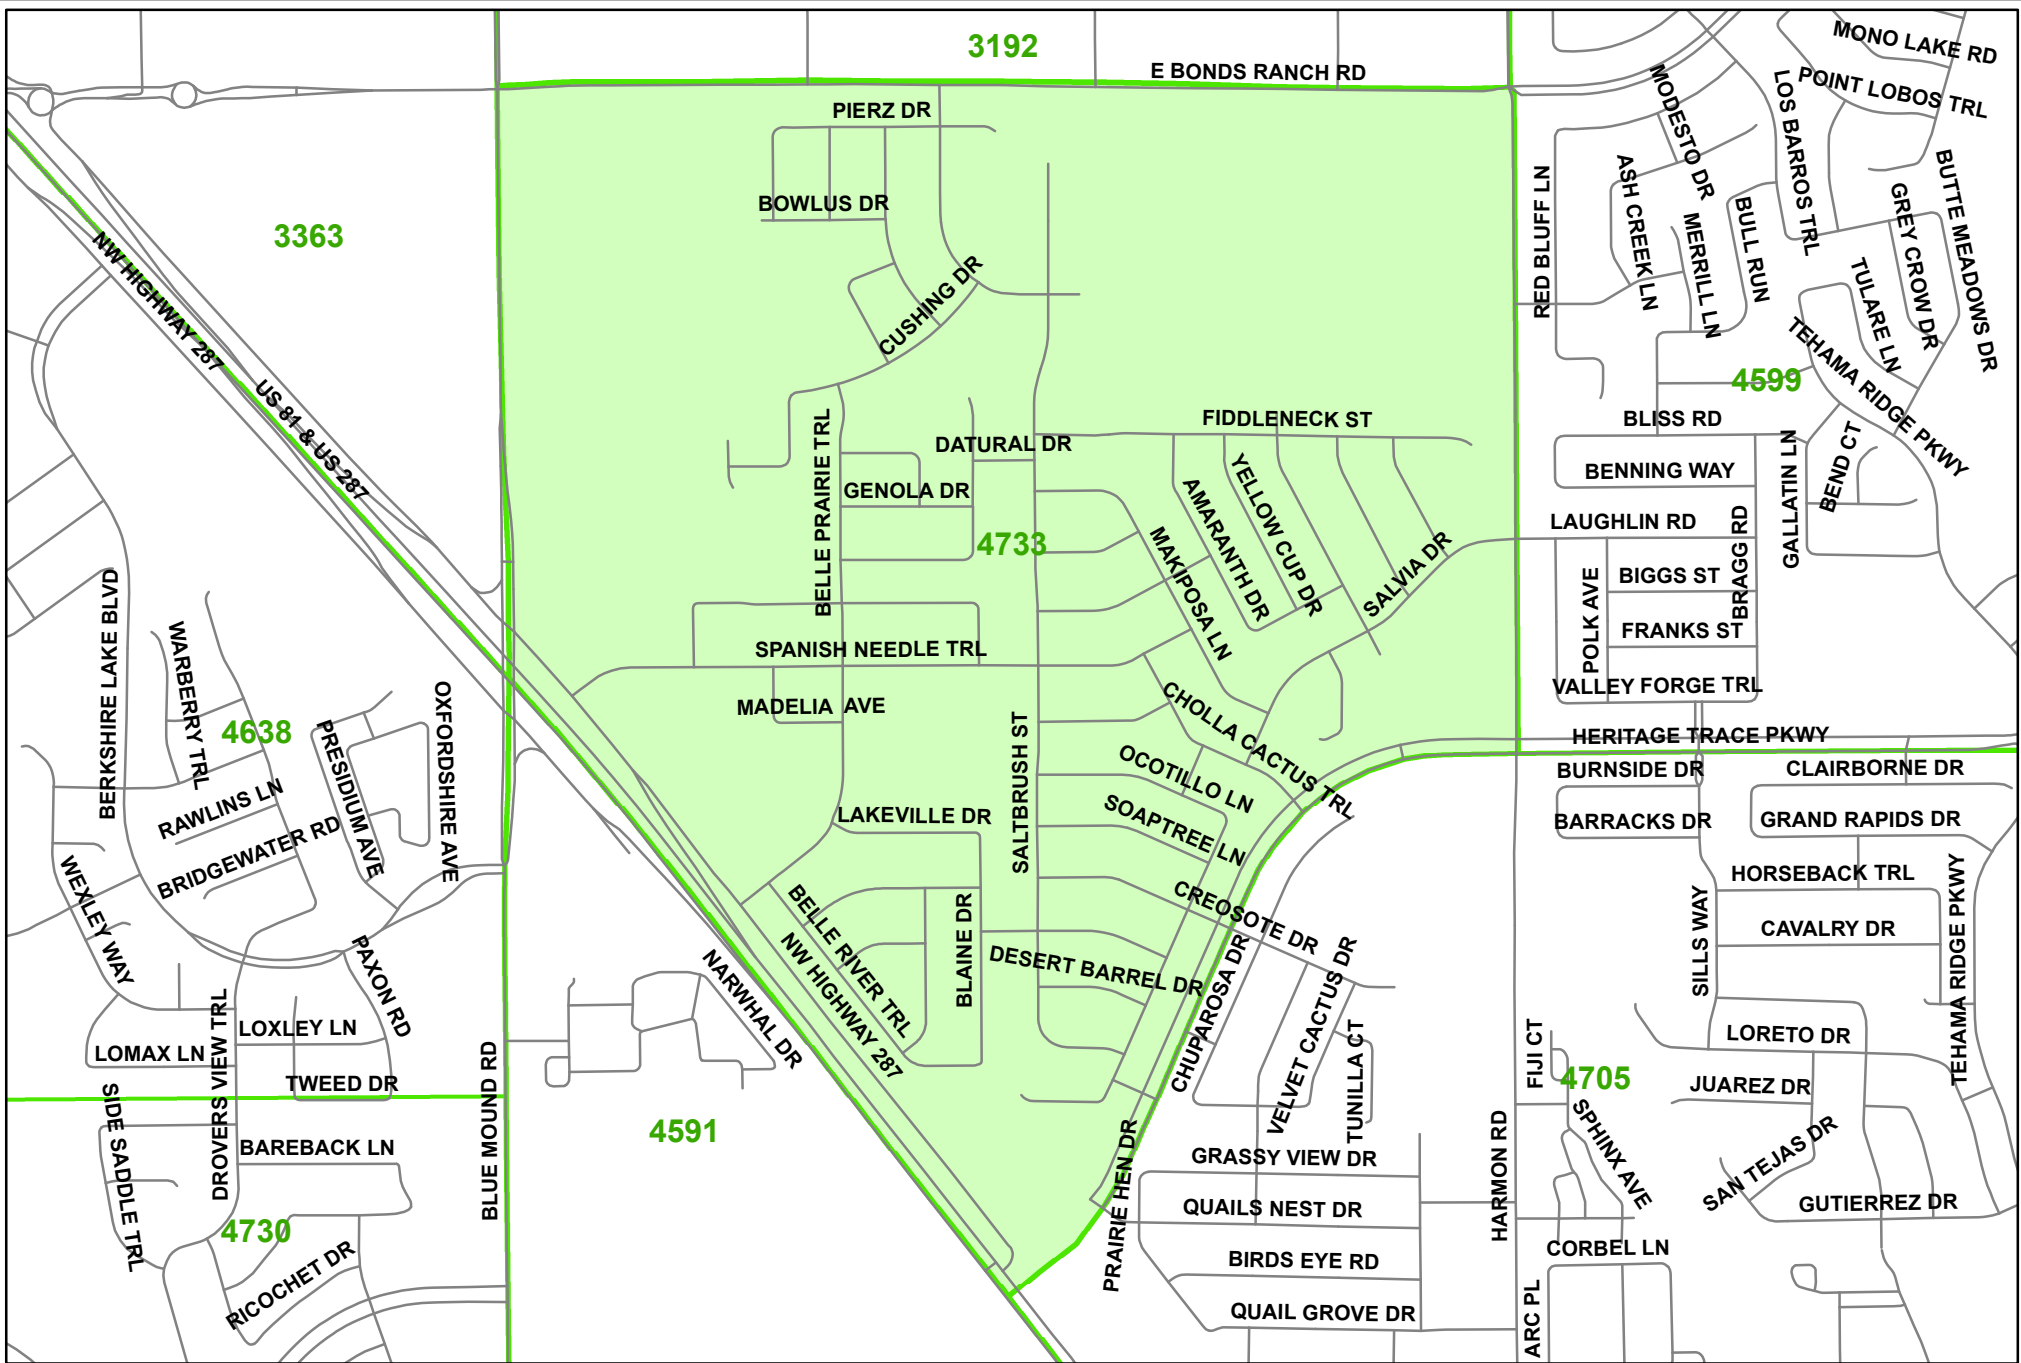 3192
E BONDS RANCH RD
MONO LAKE RD
POINT LOBOS TRL
PIERZ DR
MODESTO DR
LOS BARROS TRL
BUTTE MEADOWS DR
BOWLUS DR
RED BLUFF LN
ASH CREEK LN
MERRILL LN
BULL RUN
GREY CROW DR
TULARE LN
3363
NW HIGHWAY 287
CUSHING DR
US 81 & US 287
4599
TEHAMA RIDGE PKWY
BELLE PRAIRIE TRL
DATURAL DR
FIDDLENECK ST
BLISS RD
BENNING WAY
GALLATIN LN
BEND CT
GENOLA DR
YELLOW CUP DR
AMARANTH DR
4733
MAKIPOSA LN
SALVIA DR
LAUGHLIN RD
BRAGG RD
POLK AVE
BIGGS ST
FRANKS ST
BERKSHIRE LAKE BLVD
WARBERRY TRL
SPANISH NEEDLE TRL
VALLEY FORGE TRL
MADELIA AVE
CHOLLA CACTUS TRL
4638
PRESIDIUM AVE
OXFORDSHIRE AVE
SALTBRUSH ST
HERITAGE TRACE PKWY
OCOTILLO LN
BURNSIDE DR
CLAIRBORNE DR
RAWLINS LN
LAKEVILLE DR
SOAPTREE LN
BARRACKS DR
GRAND RAPIDS DR
BRIDGEWATER RD
WEXLEY WAY
HORSEBACK TRL
BELLE RIVER TRL
BLAINE DR
CREOSOTE DR
SILLS WAY
CAVALRY DR
TEHAMA RIDGE PKWY
PAXON RD
NARWHAL DR
NW HIGHWAY 287
DESERT BARREL DR
CHUPAROSA DR
VELVET CACTUS DR
TUNILLA CT
DROVERS VIEW TRL
LOXLEY LN
LOMAX LN
FIJI CT
LORETO DR
TWEED DR
4705
JUAREZ DR
SIDE SADDLE TRL
BLUE MOUND RD
4591
PRAIRIE HEN DR
HARMON RD
SPHINX AVE
SAN TEJAS DR
BAREBACK LN
GRASSY VIEW DR
QUAILS NEST DR
GUTIERREZ DR
4730
RICOCHET DR
BIRDS EYE RD
CORBEL LN
QUAIL GROVE DR
ARC PL